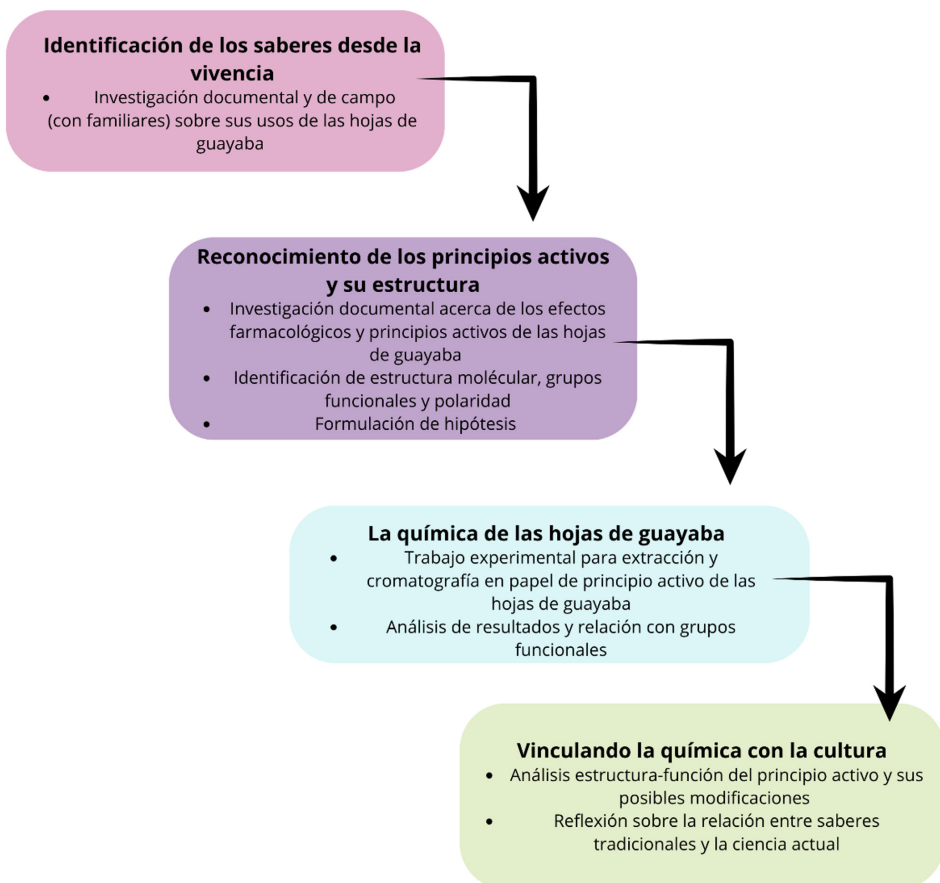 Identificación de los saberes desde la
vivencia
• Investigación documental y de campo
(con familiares) sobre sus usos de las hojas de
guayaba
Reconocimiento de los principios activos
y su estructura
• Investigación documental acerca de los efectos
farmacológicos y principios activos de las hojas
de guayaba
• Identificación de estructura molécular, grupos
funcionales y polaridad
• Formulación de hipótesis
La química de las hojas de guayaba
• Trabajo experimental para extracción y
cromatografía en papel de principio activo de las
hojas de guayaba
• Análisis de resultados y relación con grupos
funcionales
Vinculando la química con la cultura
• Análisis estructura-función del principio activo y sus
posibles modificaciones
• Reflexión sobre la relación entre saberes
tradicionales y la ciencia actual